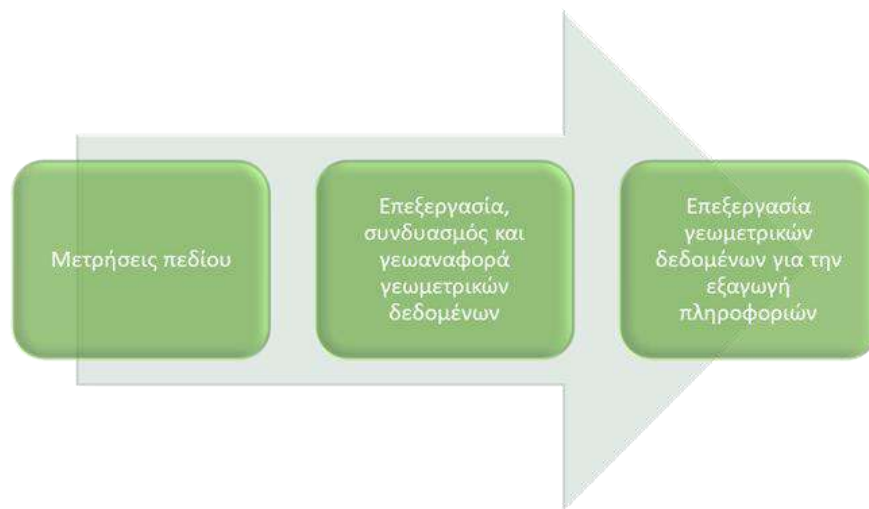 Μετρήσεις πεδίου
Επεξεργασία,
συνδυασμός και
γεωαναφορά
γεωμετρικών
δεδομένων
Επεξεργασία
γεωμετρικών
δεδομένων για την
εξαγωγή
πληροφοριών